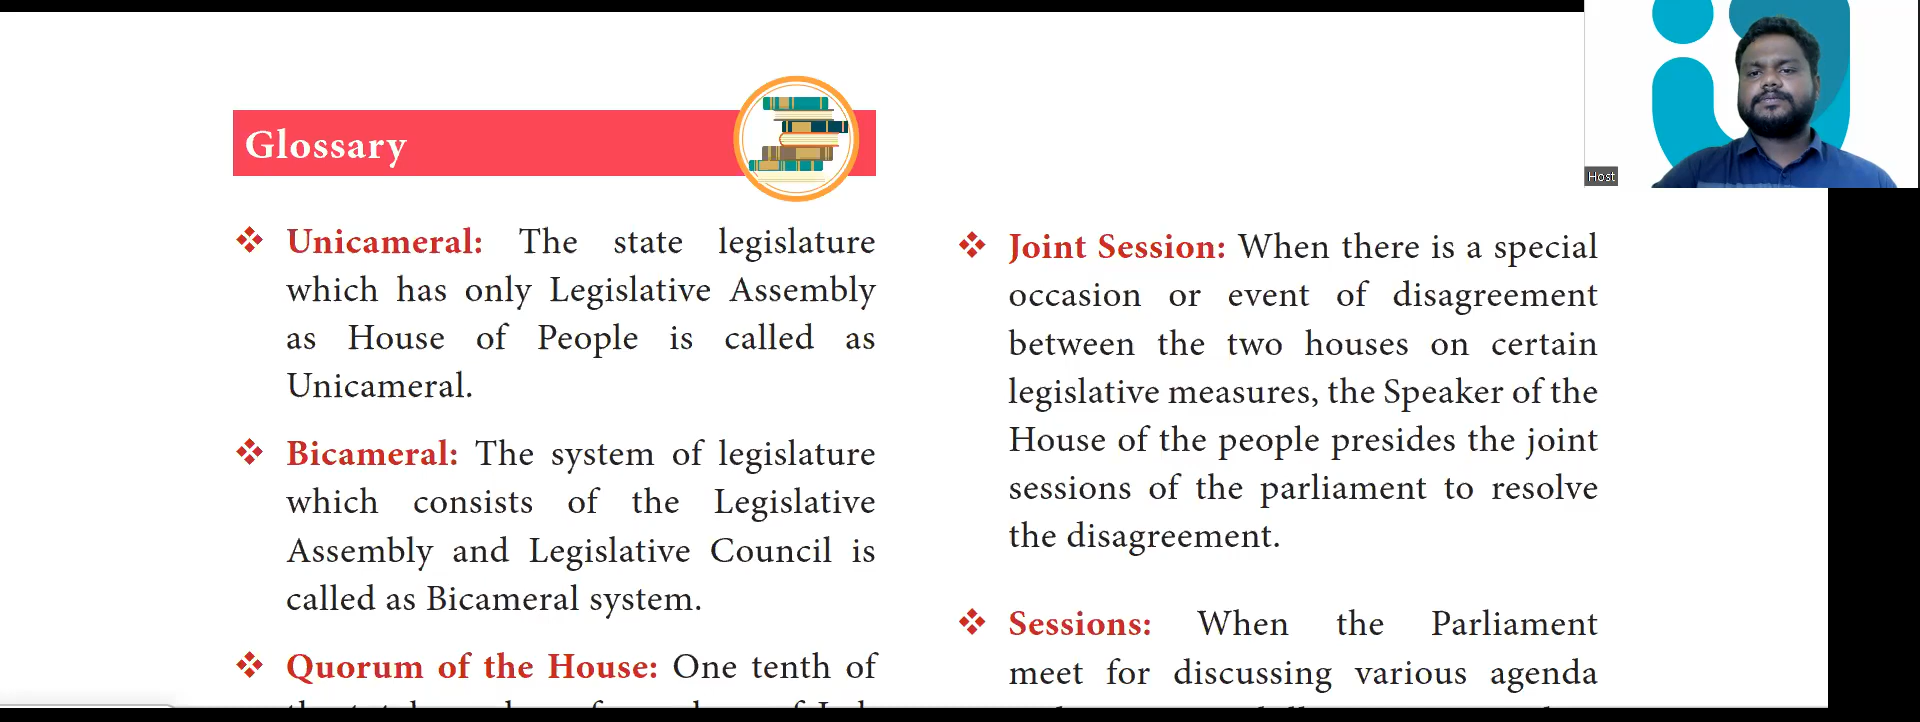 Glossary
Unicameral: The state legislature
which has only Legislative Assembly
as House of People is called as
Unicameral.
Bicameral: The system of legislature
which consists of the Legislative
Assembly and Legislative Council is
called as Bicameral system.
Quorum of the House: One tenth of
Joint Session: When there is a special
occasion or event of disagreement
between the two houses on certain
legislative measures, the Speaker of the
House of the people presides the joint
sessions of the parliament to resolve
the disagreement.
Sessions: When the Parliament
meet for discussing various agenda
Host